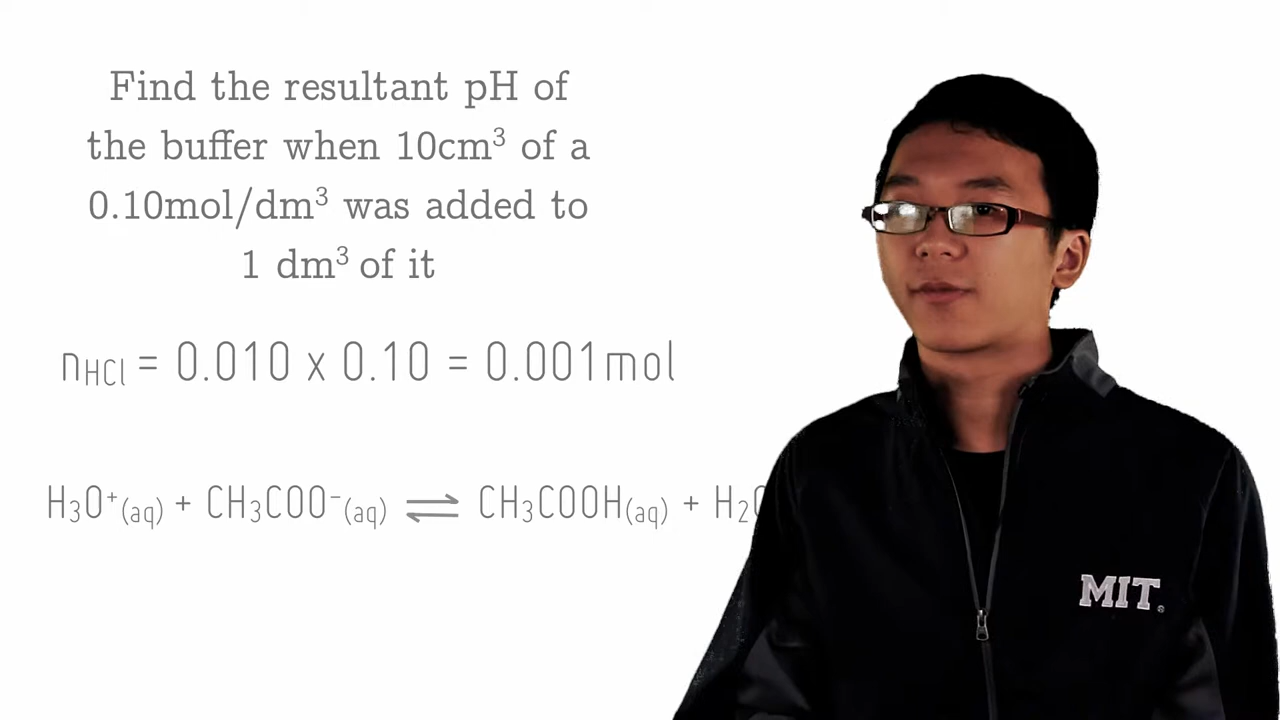 Find the resultant pH of
the buffer when 10cm³ of a
0.10mol/dm³ was added to
1 dm³ of it
nHCl = 0.010 x 0.10 = 0.001mol
H₃O⁺(aq) + CH₃COO⁻(aq) ⇌ CH₃COOH(aq) + H₂O
MIT.